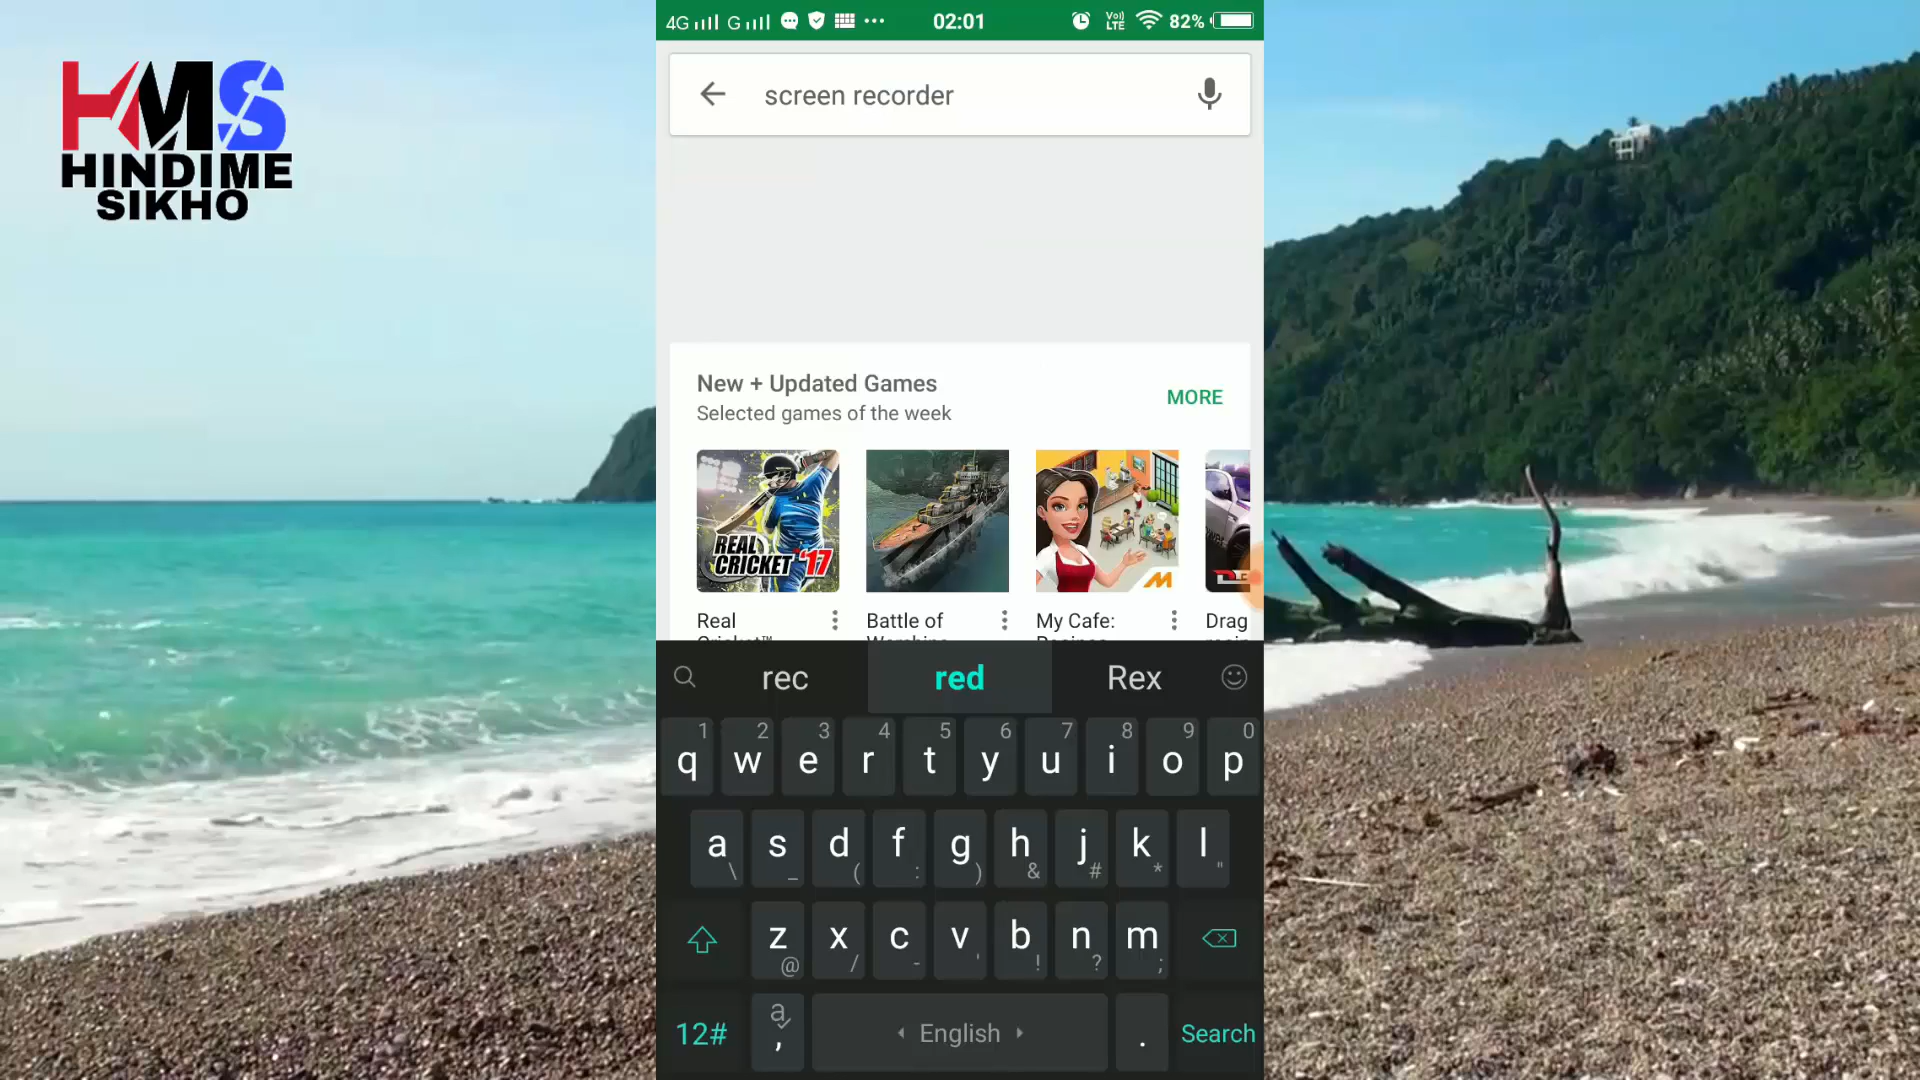 HMS
HINDIME
SIKHO
4G G 02:01 Vo) LTE 82%
screen recorder
New + Updated Games
Selected games of the week
MORE
REAL
CRICKET '17
Real
Battle of
My Cafe:
Drag
rec red Rex
1 2 3 4 5 6 7 8 9 0
q w e r t y u i o p
a s d f g h j k l
\ _ ( : ) & # * "
z x c v b n m
@ / - ' ! ? ;
12# a , English . Search